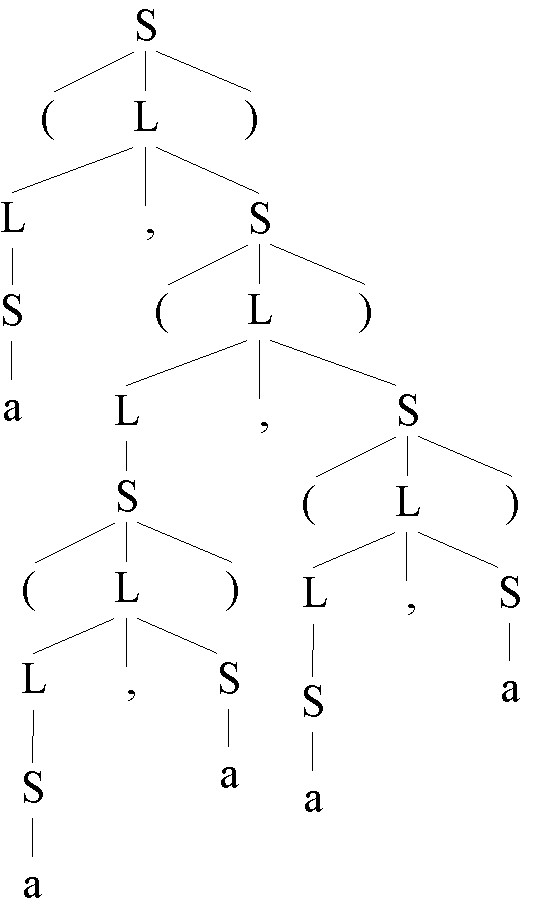 S
( L )
L , S
S ( L )
a L , S
S ( L )
( L ) L , S
L , S S a
S a a
a